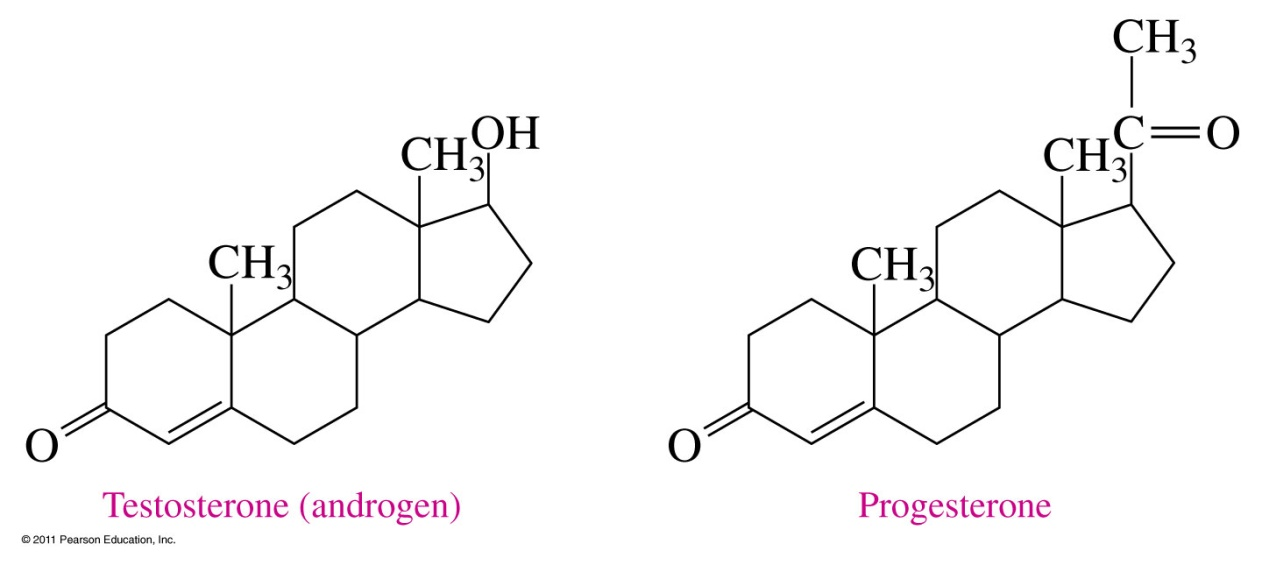 CH₃
C=O
OH
CH₃
CH₃
CH₃
CH₃
O
O
Testosterone (androgen)
Progesterone
© 2011 Pearson Education, Inc.